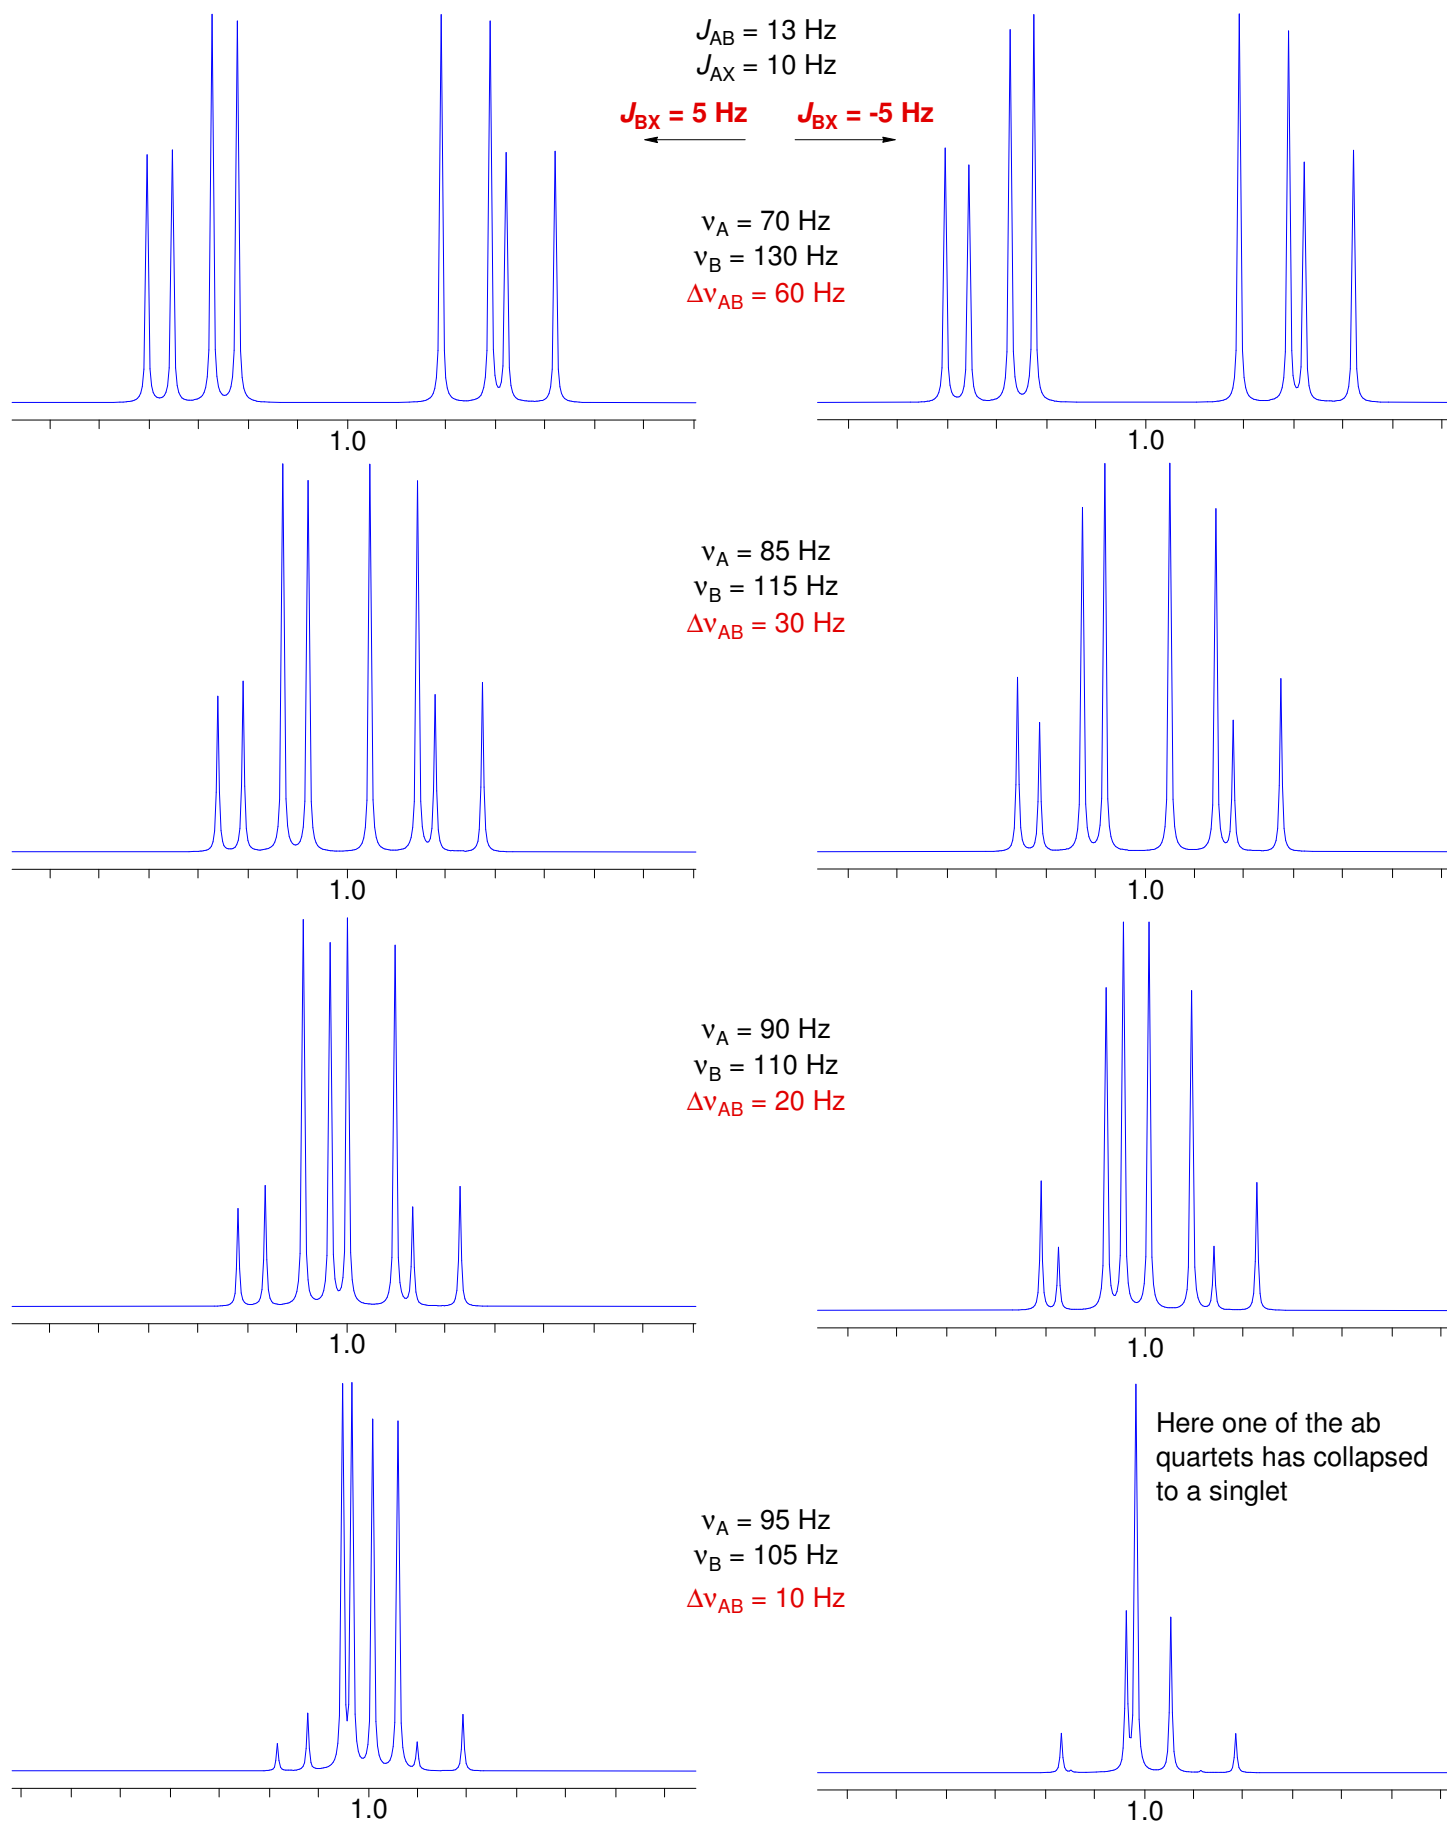 J_AB = 13 Hz
J_AX = 10 Hz
J_BX = 5 Hz
J_BX = -5 Hz
ν_A = 70 Hz
ν_B = 130 Hz
Δν_AB = 60 Hz
1.0
1.0
ν_A = 85 Hz
ν_B = 115 Hz
Δν_AB = 30 Hz
1.0
1.0
ν_A = 90 Hz
ν_B = 110 Hz
Δν_AB = 20 Hz
1.0
1.0
Here one of the ab
quartets has collapsed
to a singlet
ν_A = 95 Hz
ν_B = 105 Hz
Δν_AB = 10 Hz
1.0
1.0